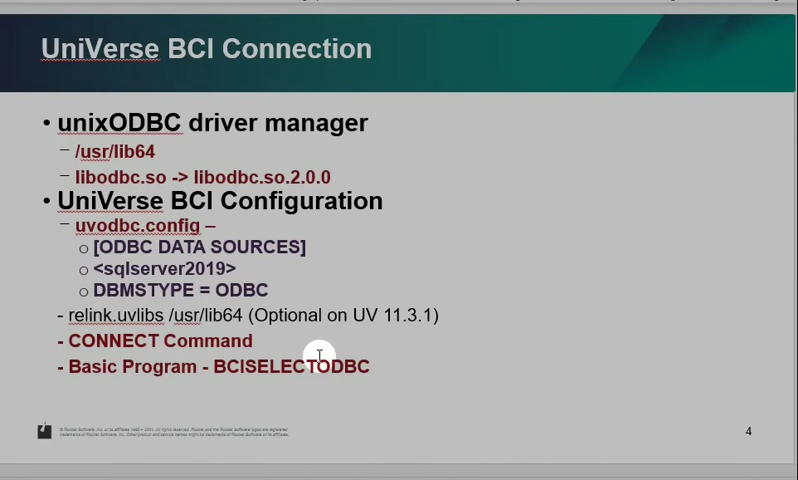 UniVerse BCI Connection
• unixODBC driver manager
– /usr/lib64
– libodbc.so -> libodbc.so.2.0.0
• UniVerse BCI Configuration
– uvodbc.config –
o [ODBC DATA SOURCES]
o <sqlserver2019>
o DBMSTYPE = ODBC
- relink.uvlibs /usr/lib64 (Optional on UV 11.3.1)
- CONNECT Command
- Basic Program - BCISELECTODBC
4